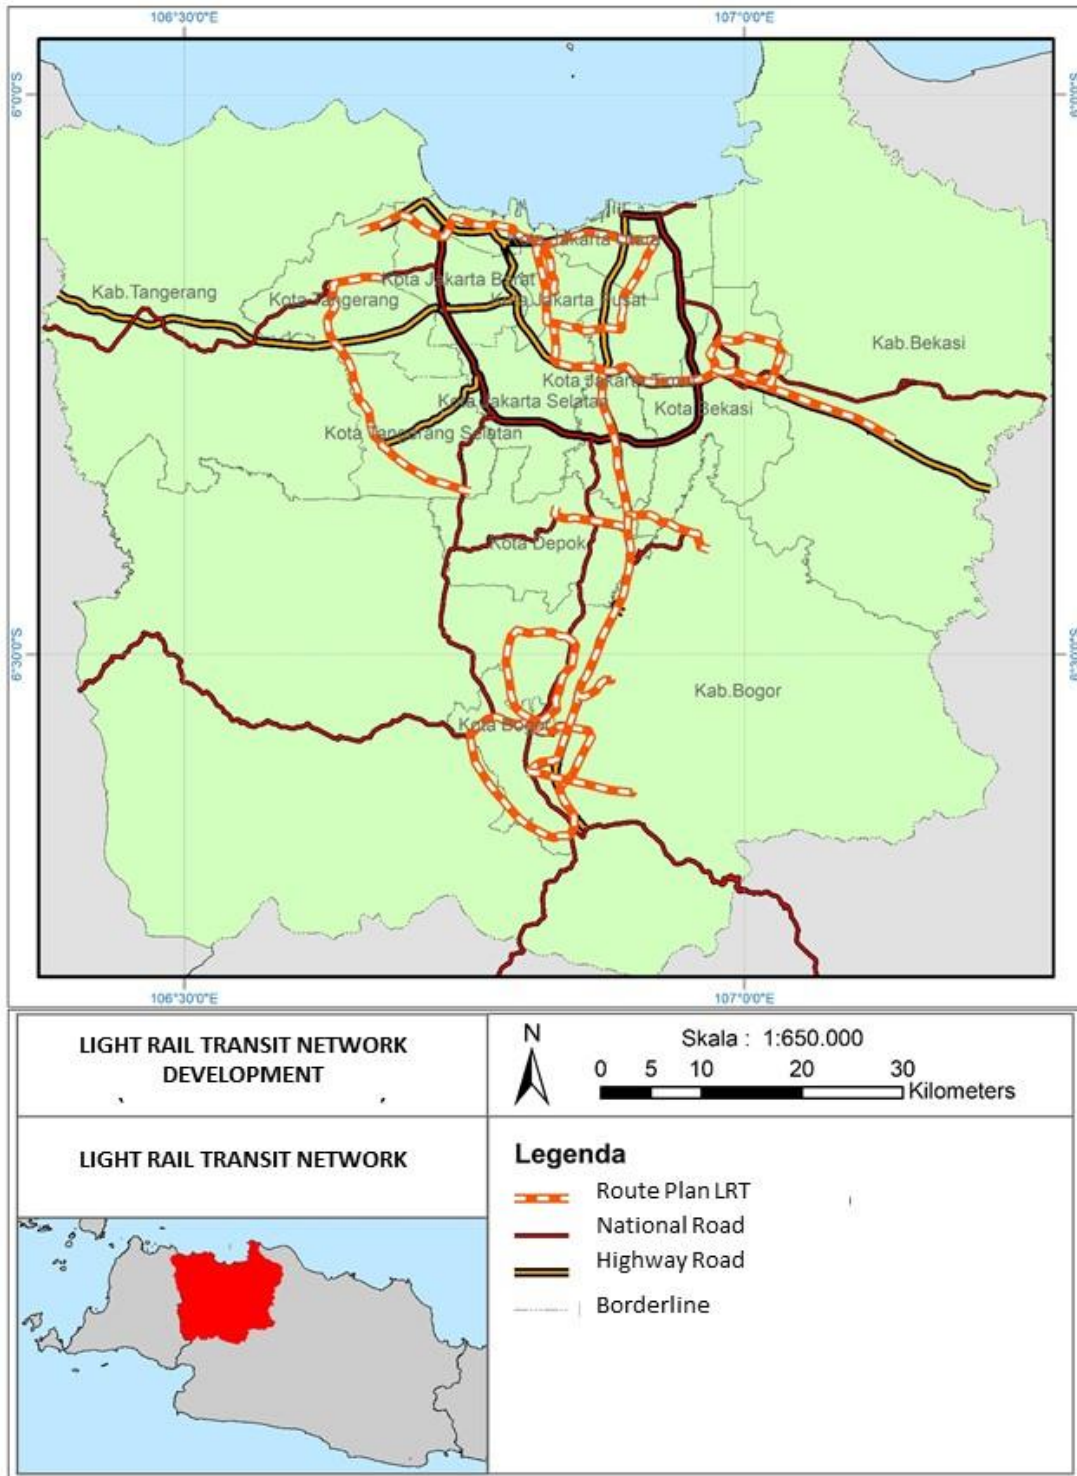 106°30'0"E
107°0'0"E
6°0'0"S
6°0'0"S
Kota Jakarta Utara
Kota Jakarta Barat
Kab.Tangerang
Kota Tangerang
Kota Jakarta Pusat
Kab.Bekasi
Kota Jakarta Timur
Kota Jakarta Selatan
Kota Bekasi
Kota Tangerang Selatan
Kota Depok
6°30'0"S
6°30'0"S
Kab.Bogor
Kota Bogor
106°30'0"E
107°0'0"E
LIGHT RAIL TRANSIT NETWORK
DEVELOPMENT
LIGHT RAIL TRANSIT NETWORK
N
Skala : 1:650.000
0 5 10 20 30
Kilometers
Legenda
Route Plan LRT
National Road
Highway Road
Borderline